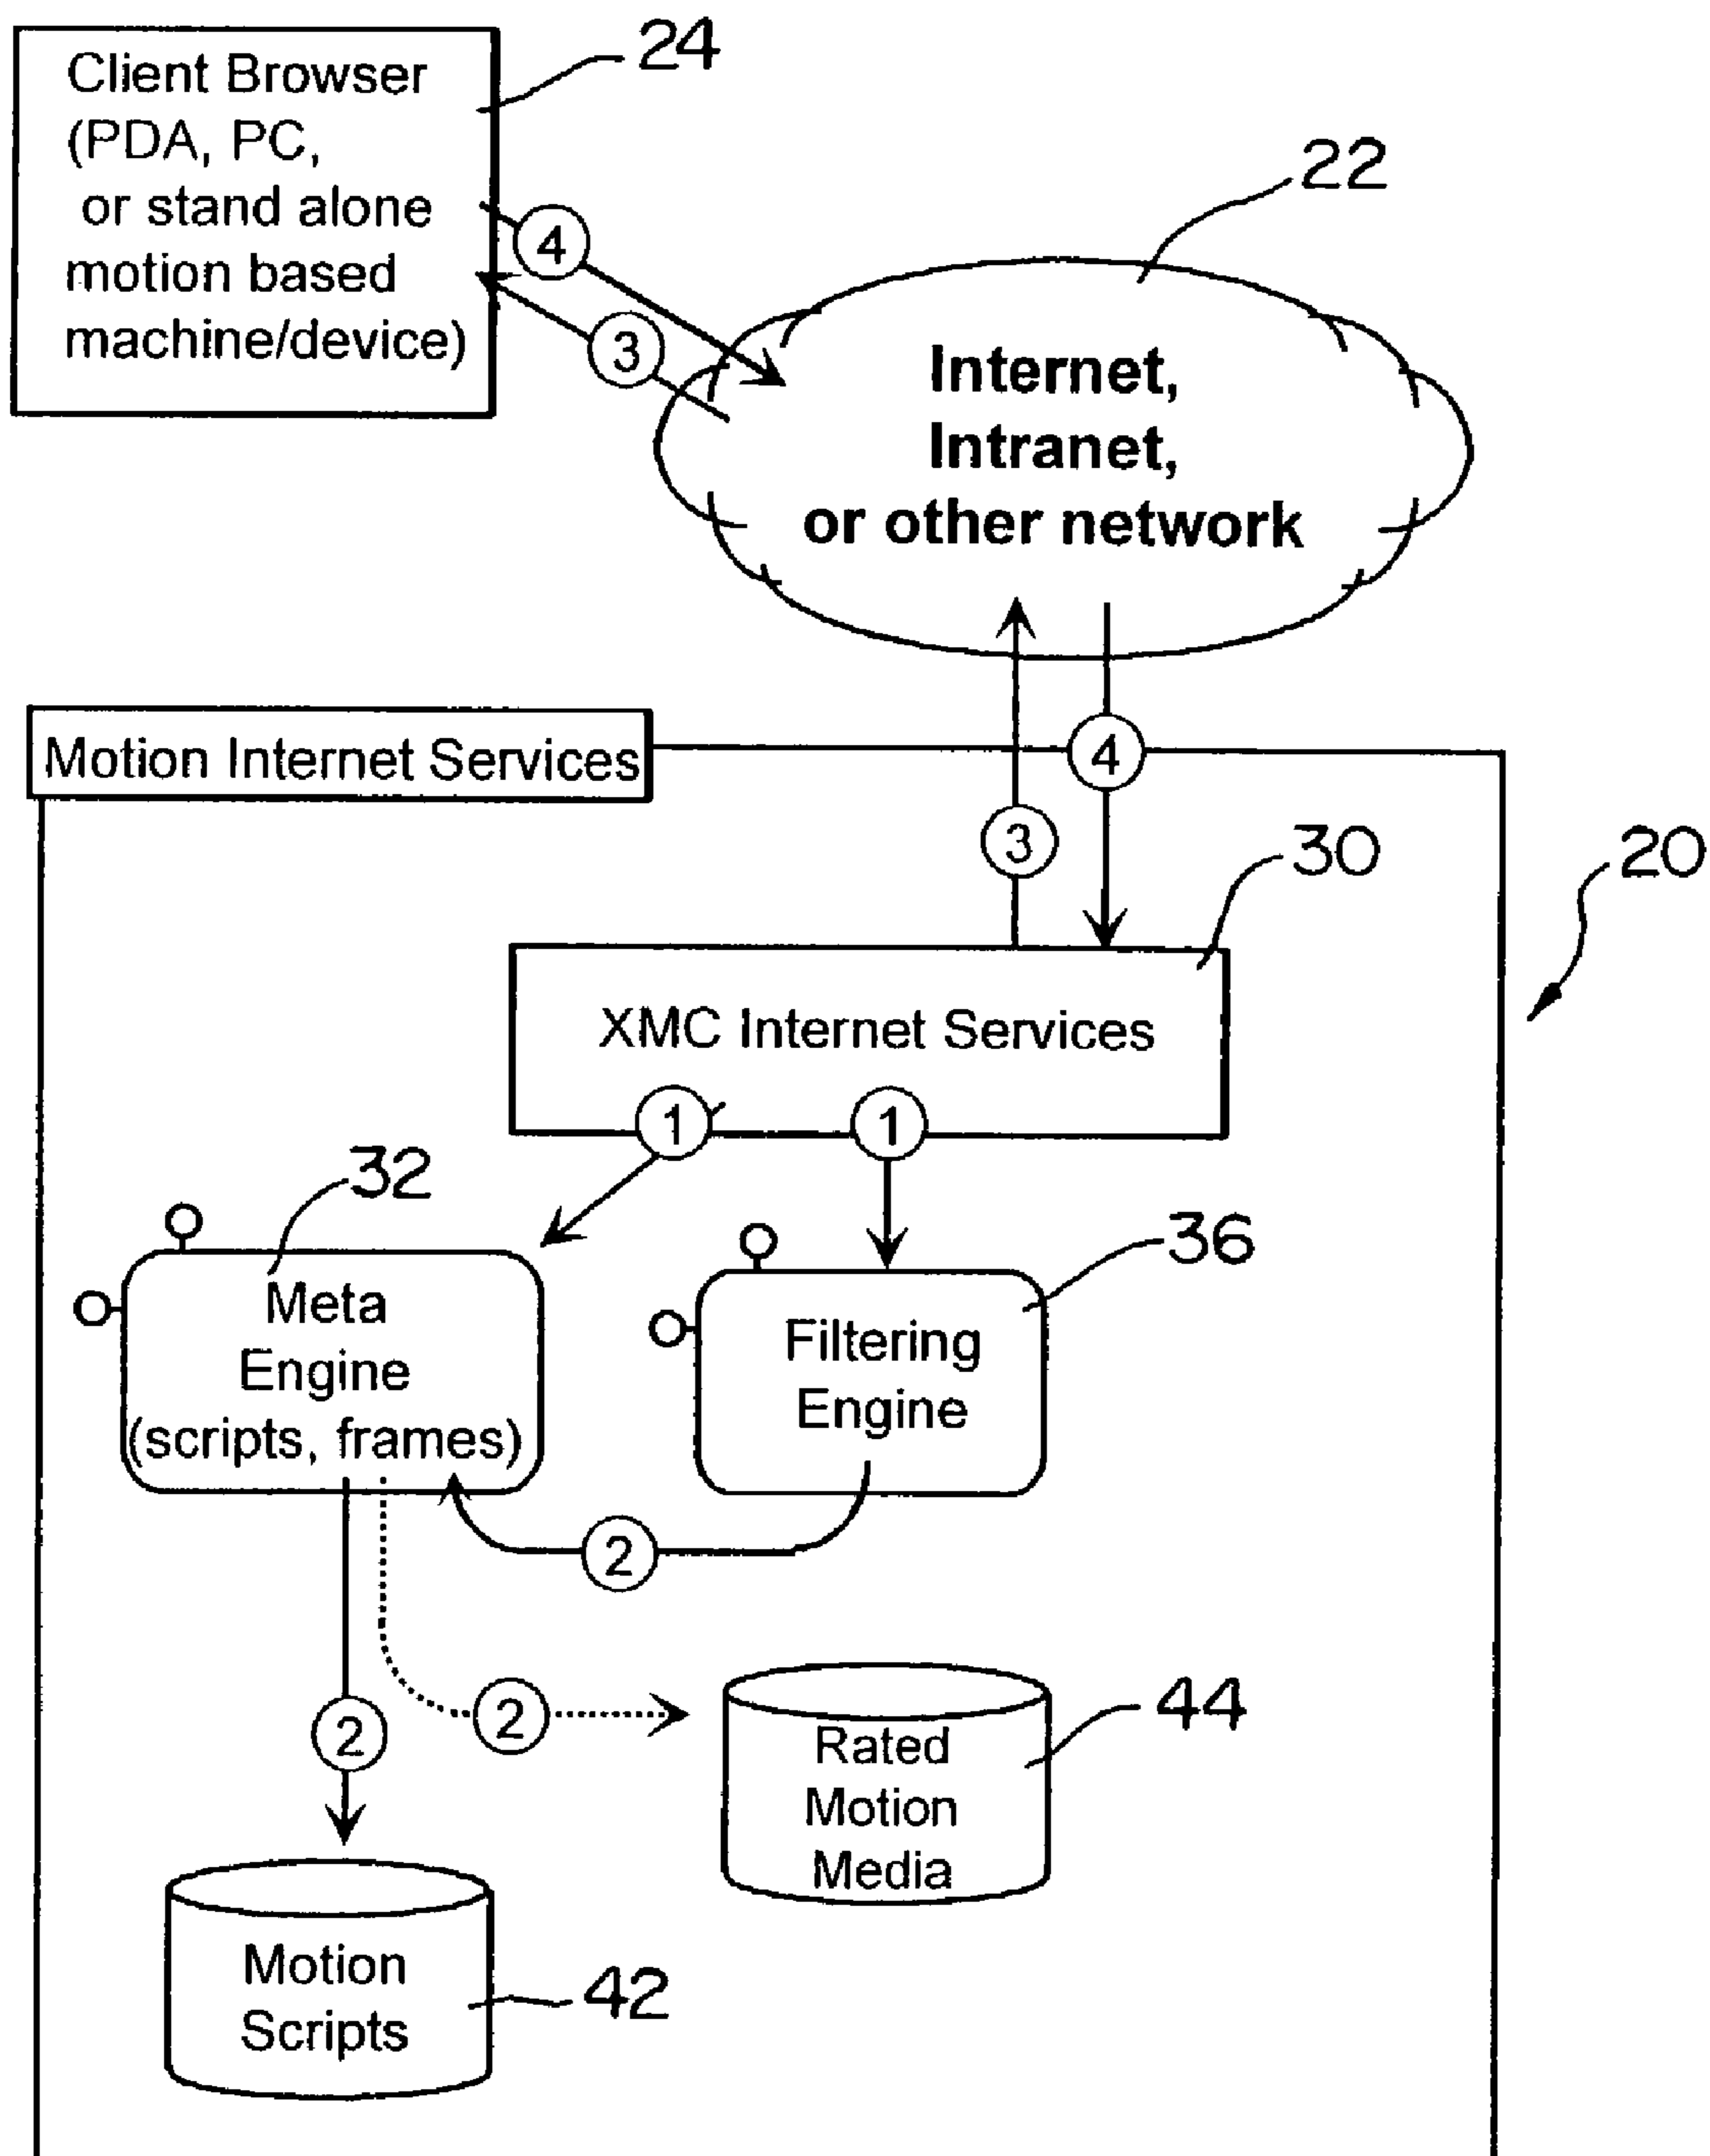 24
Client Browser
(PDA, PC,
or stand alone
motion based
machine/device)
22
4
3
Internet,
Intranet,
or other network
Motion Internet Services
4
3
30
20
XMC Internet Services
1
1
32
36
Meta
Engine
(scripts, frames)
Filtering
Engine
2
2
2
44
Rated
Motion
Media
Motion
Scripts
42